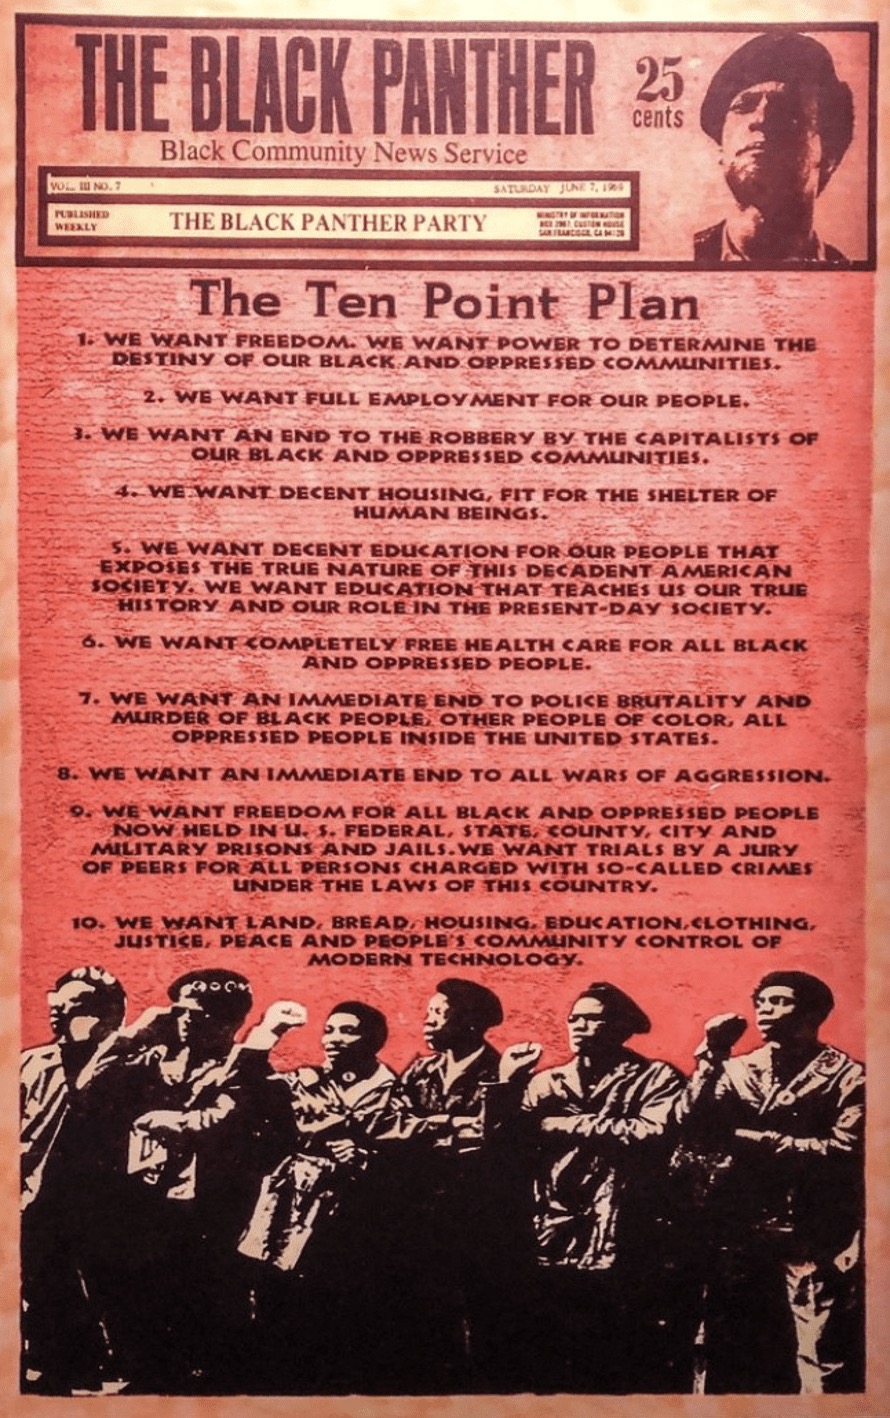 THE BLACK PANTHER
25
cents
Black Community News Service
VOL. III NO. 7
SATURDAY JUNE 7, 1969
PUBLISHED
WEEKLY
THE BLACK PANTHER PARTY
MINISTRY OF INFORMATION
BOX 2967, CUSTOM HOUSE
SAN FRANCISCO, CA 94126
The Ten Point Plan
1. WE WANT FREEDOM. WE WANT POWER TO DETERMINE THE
DESTINY OF OUR BLACK AND OPPRESSED COMMUNITIES.
2. WE WANT FULL EMPLOYMENT FOR OUR PEOPLE.
3. WE WANT AN END TO THE ROBBERY BY THE CAPITALISTS OF
OUR BLACK AND OPPRESSED COMMUNITIES.
4. WE WANT DECENT HOUSING, FIT FOR THE SHELTER OF
HUMAN BEINGS.
5. WE WANT DECENT EDUCATION FOR OUR PEOPLE THAT
EXPOSES THE TRUE NATURE OF THIS DECADENT AMERICAN
SOCIETY. WE WANT EDUCATION THAT TEACHES US OUR TRUE
HISTORY AND OUR ROLE IN THE PRESENT-DAY SOCIETY.
6. WE WANT COMPLETELY FREE HEALTH CARE FOR ALL BLACK
AND OPPRESSED PEOPLE.
7. WE WANT AN IMMEDIATE END TO POLICE BRUTALITY AND
MURDER OF BLACK PEOPLE, OTHER PEOPLE OF COLOR, ALL
OPPRESSED PEOPLE INSIDE THE UNITED STATES.
8. WE WANT AN IMMEDIATE END TO ALL WARS OF AGGRESSION.
9. WE WANT FREEDOM FOR ALL BLACK AND OPPRESSED PEOPLE
NOW HELD IN U. S. FEDERAL, STATE, COUNTY, CITY AND
MILITARY PRISONS AND JAILS. WE WANT TRIALS BY A JURY
OF PEERS FOR ALL PERSONS CHARGED WITH SO-CALLED CRIMES
UNDER THE LAWS OF THIS COUNTRY.
10. WE WANT LAND, BREAD, HOUSING, EDUCATION, CLOTHING,
JUSTICE, PEACE AND PEOPLE'S COMMUNITY CONTROL OF
MODERN TECHNOLOGY.